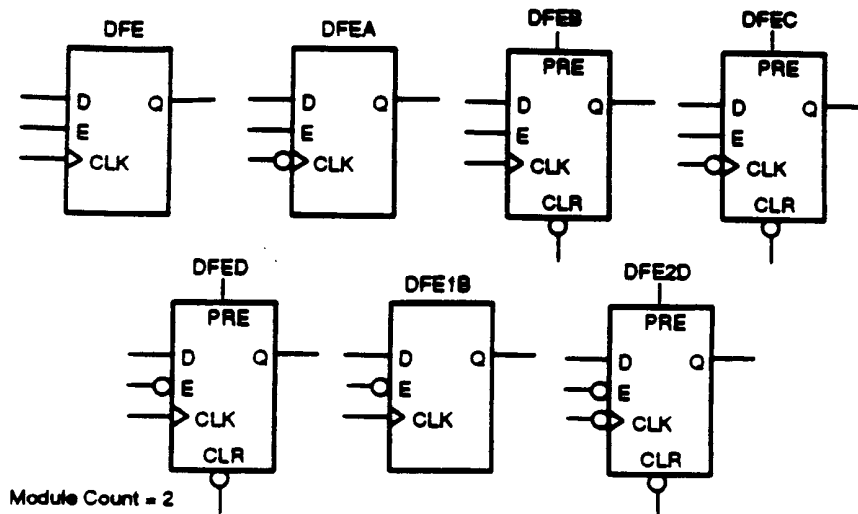 DFE
D Q
E
CLK
DFEA
D Q
E
CLK
DFEB
PRE
D Q
E
CLK
CLR
DFEC
PRE
D Q
E
CLK
CLR
DFED
PRE
D Q
E
CLK
CLR
DFE1B
D Q
E
CLK
DFE2D
PRE
D Q
E
CLK
CLR
Module Count = 2